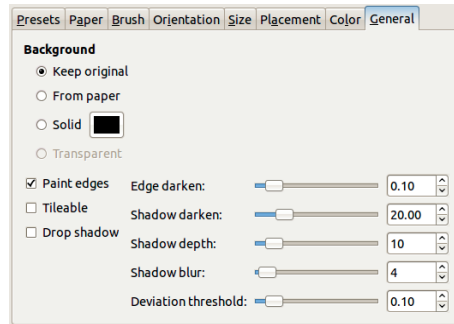 Presets Paper Brush Orientation Size Placement Color General
Background
Keep original
From paper
Solid
Transparent
Paint edges Edge darken: 0.10
Tileable Shadow darken: 20.00
Drop shadow Shadow depth: 10
Shadow blur: 4
Deviation threshold: 0.10